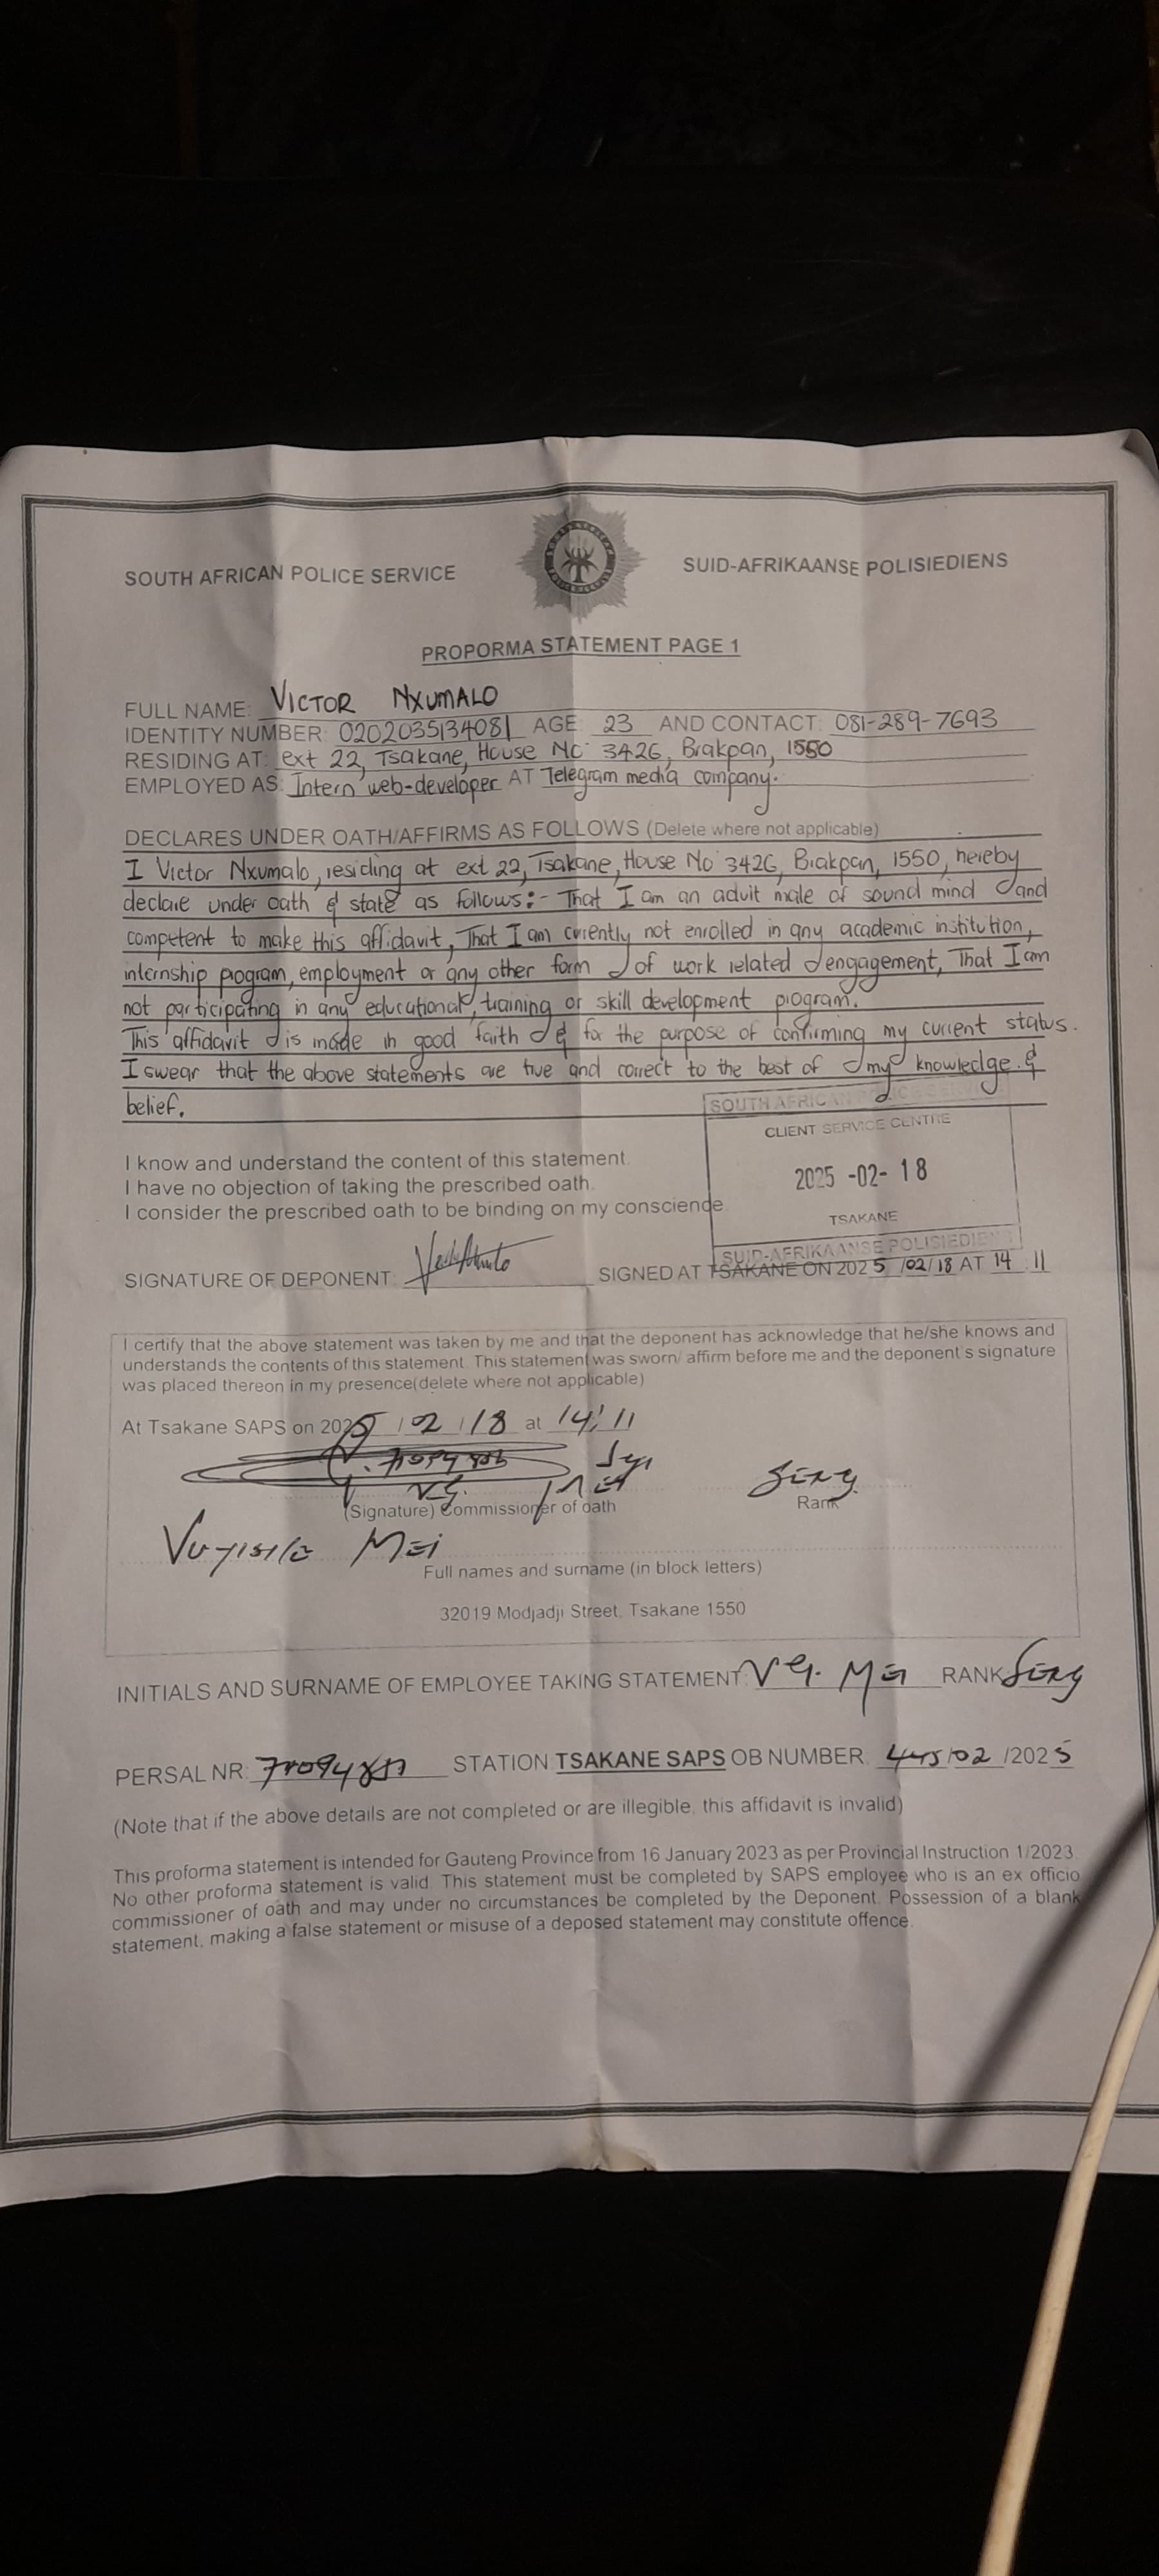 SOUTH AFRICAN POLICE SERVICE
SUID-AFRIKAANSE POLISIEDIENS
PROPORMA STATEMENT PAGE 1
FULL NAME: VICTOR NXUMALO
IDENTITY NUMBER: 0202035134081 AGE: 23 AND CONTACT: 081-289-7693
RESIDING AT: ext 22, Tsakane, House No: 3426, Brakpan, 1550
EMPLOYED AS: Intern web-developer AT Telegram media company.
DECLARES UNDER OATH/AFFIRMS AS FOLLOWS (Delete where not applicable)
I Victor Nxumalo, residing at ext 22, Tsakane, House No 3426, Brakpan, 1550, hereby
declare under oath & state as follows:- That I am an adult male of sound mind and
competent to make this affidavit, That I am currently not enrolled in any academic institution,
internship program, employment or any other form of work related engagement, That I am
not participating in any educational, training or skill development program.
This affidavit is made in good faith & for the purpose of confirming my current status.
I swear that the above statements are true and correct to the best of my knowledge &
belief.
SOUTH AFRICAN POLICE SERVICE
CLIENT SERVICE CENTRE
2025 -02- 18
TSAKANE
SUID-AFRIKAANSE POLISIEDIENS
I know and understand the content of this statement.
I have no objection of taking the prescribed oath.
I consider the prescribed oath to be binding on my consciende.
SIGNATURE OF DEPONENT: SIGNED AT TSAKANE ON 2025 /02/18 AT 14:11
I certify that the above statement was taken by me and that the deponent has acknowledge that he/she knows and
understands the contents of this statement. This statement was sworn/ affirm before me and the deponent's signature
was placed thereon in my presence(delete where not applicable)
At Tsakane SAPS on 2025 / 02 / 18 at 14:11
(Signature) Commissioner of oath
Rank
Mei
Full names and surname (in block letters)
32019 Modjadji Street, Tsakane 1550
INITIALS AND SURNAME OF EMPLOYEE TAKING STATEMENT: RANK
PERSAL NR: STATION TSAKANE SAPS OB NUMBER: /02 /2025
(Note that if the above details are not completed or are illegible, this affidavit is invalid)
This proforma statement is intended for Gauteng Province from 16 January 2023 as per Provincial Instruction 1/2023.
No other proforma statement is valid. This statement must be completed by SAPS employee who is an ex officio
commissioner of oath and may under no circumstances be completed by the Deponent. Possession of a blank
statement, making a false statement or misuse of a deposed statement may constitute offence.